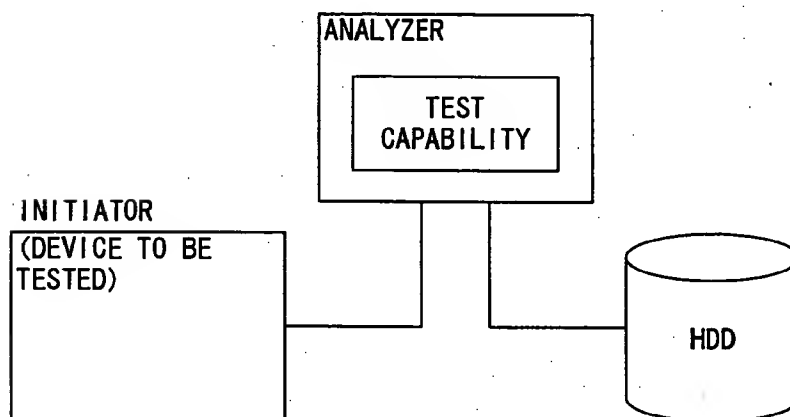 ANALYZER
TEST
CAPABILITY
INITIATOR
(DEVICE TO BE
TESTED)
HDD